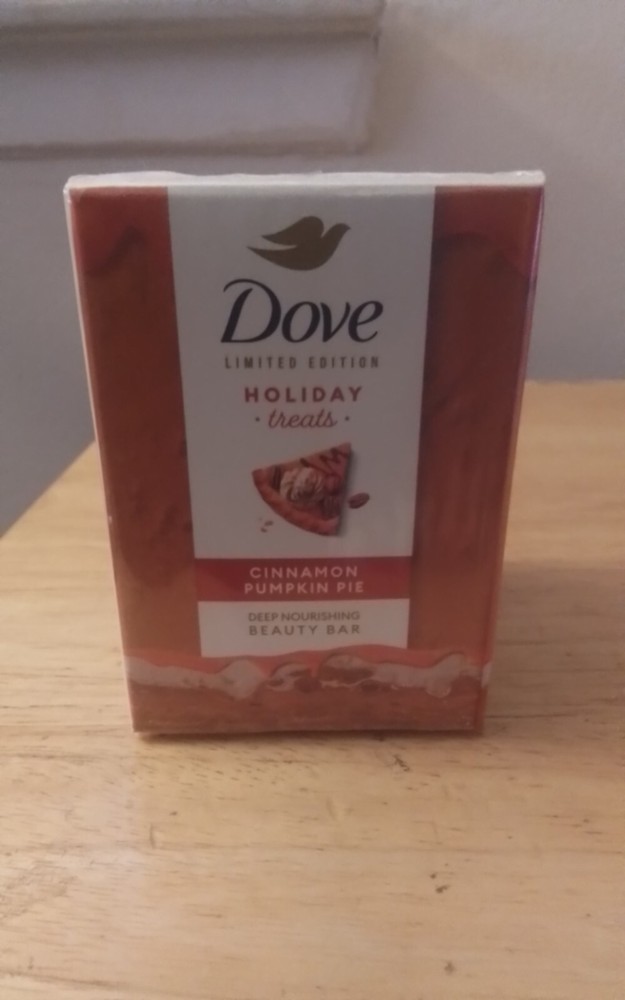 Dove
LIMITED EDITION
HOLIDAY
· treats ·
CINNAMON
PUMPKIN PIE
DEEP NOURISHING
BEAUTY BAR